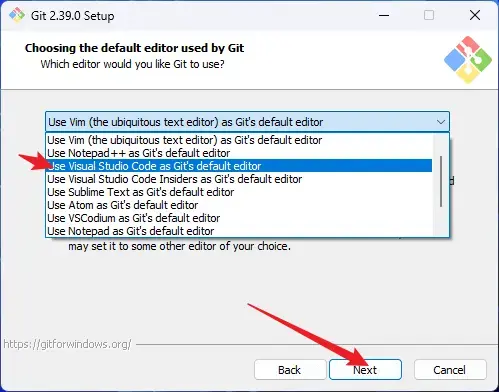 Git 2.39.0 Setup
Choosing the default editor used by Git
Which editor would you like Git to use?
Use Vim (the ubiquitous text editor) as Git's default editor
Use Vim (the ubiquitous text editor) as Git's default editor
Use Notepad++ as Git's default editor
Use Visual Studio Code as Git's default editor
Use Visual Studio Code Insiders as Git's default editor
Use Sublime Text as Git's default editor
Use Atom as Git's default editor
Use VSCodium as Git's default editor
Use Notepad as Git's default editor
may set it to some other editor of your choice.
https://gitforwindows.org/
Back
Next
Cancel